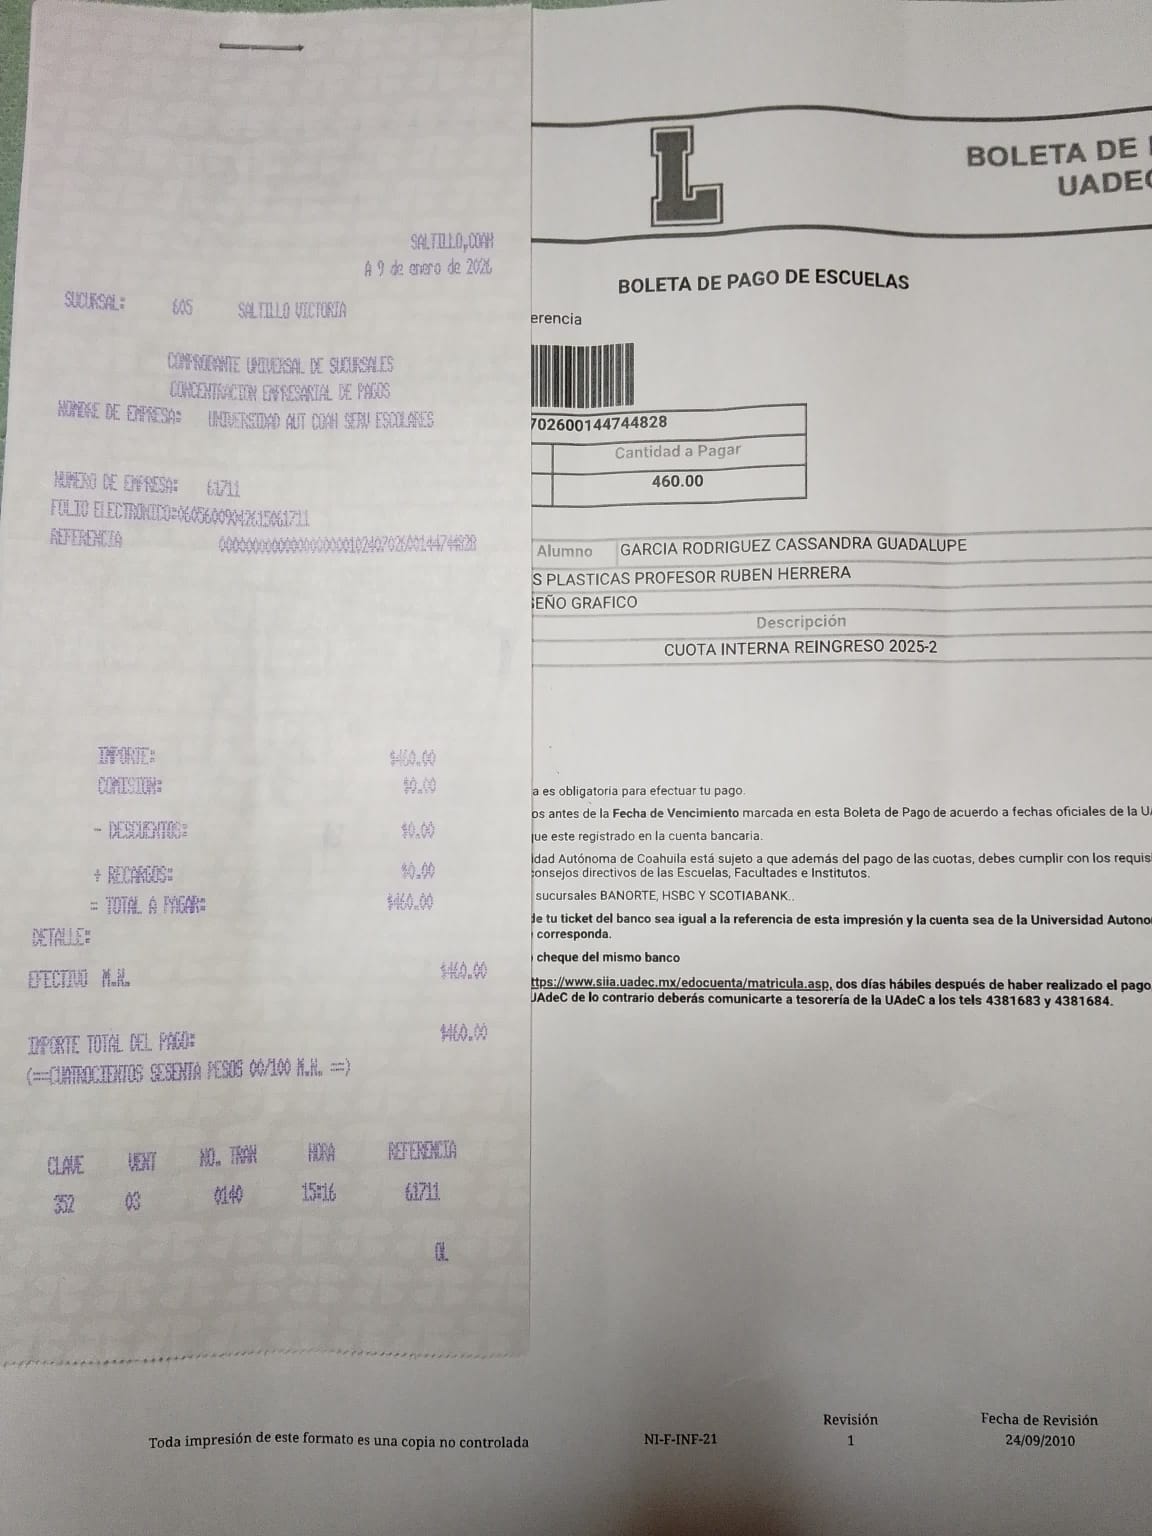 SALTILLO,COAH
A 9 de enero de 2026
SUCURSAL: 605 SALTILLO VICTORIA
COMPROBANTE UNIVERSAL DE SUCURSALES
CONCENTRACION EMPRESARIAL DE PAGOS
NOMBRE DE EMPRESA: UNIVERSIDAD AUT COAH SERV ESCOLARES
NUMERO DE EMPRESA: 61711
FOLIO ELECTRONICO:
REFERENCIA
IMPORTE: $460.00
COMISION: $0.00
- DESCUENTOS: $0.00
+ RECARGOS: $0.00
= TOTAL A PAGAR: $460.00
DETALLE:
EFECTIVO M.N. $460.00
IMPORTE TOTAL DEL PAGO: $460.00
(==CUATROCIENTOS SESENTA PESOS 00/100 M.N. ==)
CLAVE VENT NO. TRAN HORA REFERENCIA
352 03 0140 15:16 61711
OL
L
BOLETA DE
UADEC
BOLETA DE PAGO DE ESCUELAS
erencia
702600144744828
Cantidad a Pagar
460.00
Alumno GARCIA RODRIGUEZ CASSANDRA GUADALUPE
S PLASTICAS PROFESOR RUBEN HERRERA
SEÑO GRAFICO
Descripción
CUOTA INTERNA REINGRESO 2025-2
a es obligatoria para efectuar tu pago.
os antes de la Fecha de Vencimiento marcada en esta Boleta de Pago de acuerdo a fechas oficiales de la UA
que este registrado en la cuenta bancaria.
idad Autónoma de Coahuila está sujeto a que además del pago de las cuotas, debes cumplir con los requis
consejos directivos de las Escuelas, Facultades e Institutos.
sucursales BANORTE, HSBC Y SCOTIABANK..
de tu ticket del banco sea igual a la referencia de esta impresión y la cuenta sea de la Universidad Autono
corresponda.
cheque del mismo banco
ttps://www.siia.uadec.mx/edocuenta/matricula.asp, dos días hábiles después de haber realizado el pago
UAdeC de lo contrario deberás comunicarte a tesorería de la UAdeC a los tels 4381683 y 4381684.
Toda impresión de este formato es una copia no controlada
NI-F-INF-21
Revisión
1
Fecha de Revisión
24/09/2010